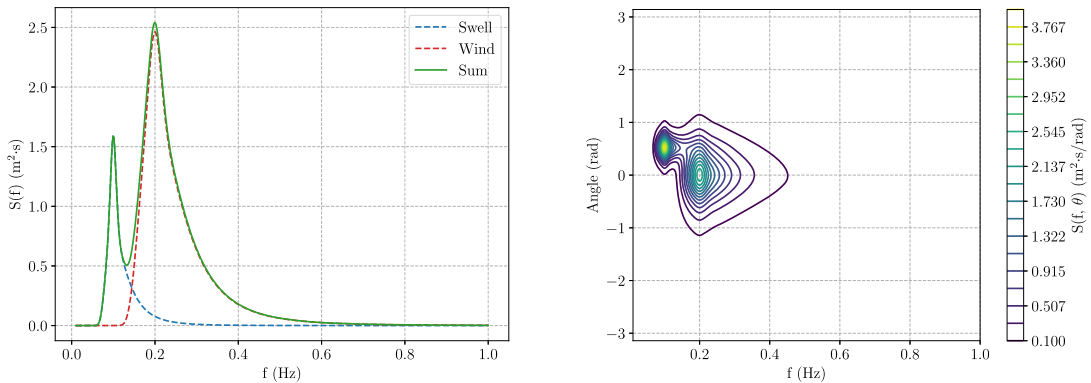 2.5
2.0
1.5
1.0
0.5
0.0
S(f) (m²·s)
0.0 0.2 0.4 0.6 0.8 1.0
f (Hz)
Swell
Wind
Sum
3
2
1
0
−1
−2
−3
Angle (rad)
0.2 0.4 0.6 0.8 1.0
f (Hz)
3.767
3.360
2.952
2.545
2.137
1.730
1.322
0.915
0.507
0.100
S(f, θ) (m²·s/rad)